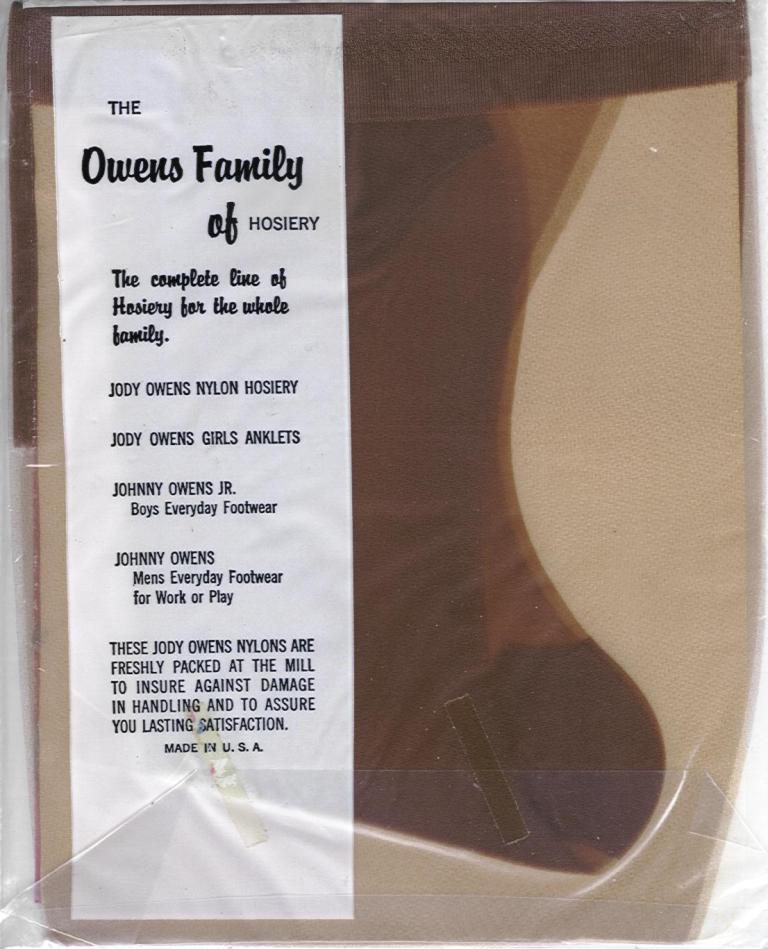 THE
Owens Family
of HOSIERY
The complete line of
Hosiery for the whole
family.
JODY OWENS NYLON HOSIERY
JODY OWENS GIRLS ANKLETS
JOHNNY OWENS JR.
Boys Everyday Footwear
JOHNNY OWENS
Mens Everyday Footwear
for Work or Play
THESE JODY OWENS NYLONS ARE
FRESHLY PACKED AT THE MILL
TO INSURE AGAINST DAMAGE
IN HANDLING AND TO ASSURE
YOU LASTING SATISFACTION.
MADE IN U. S. A.